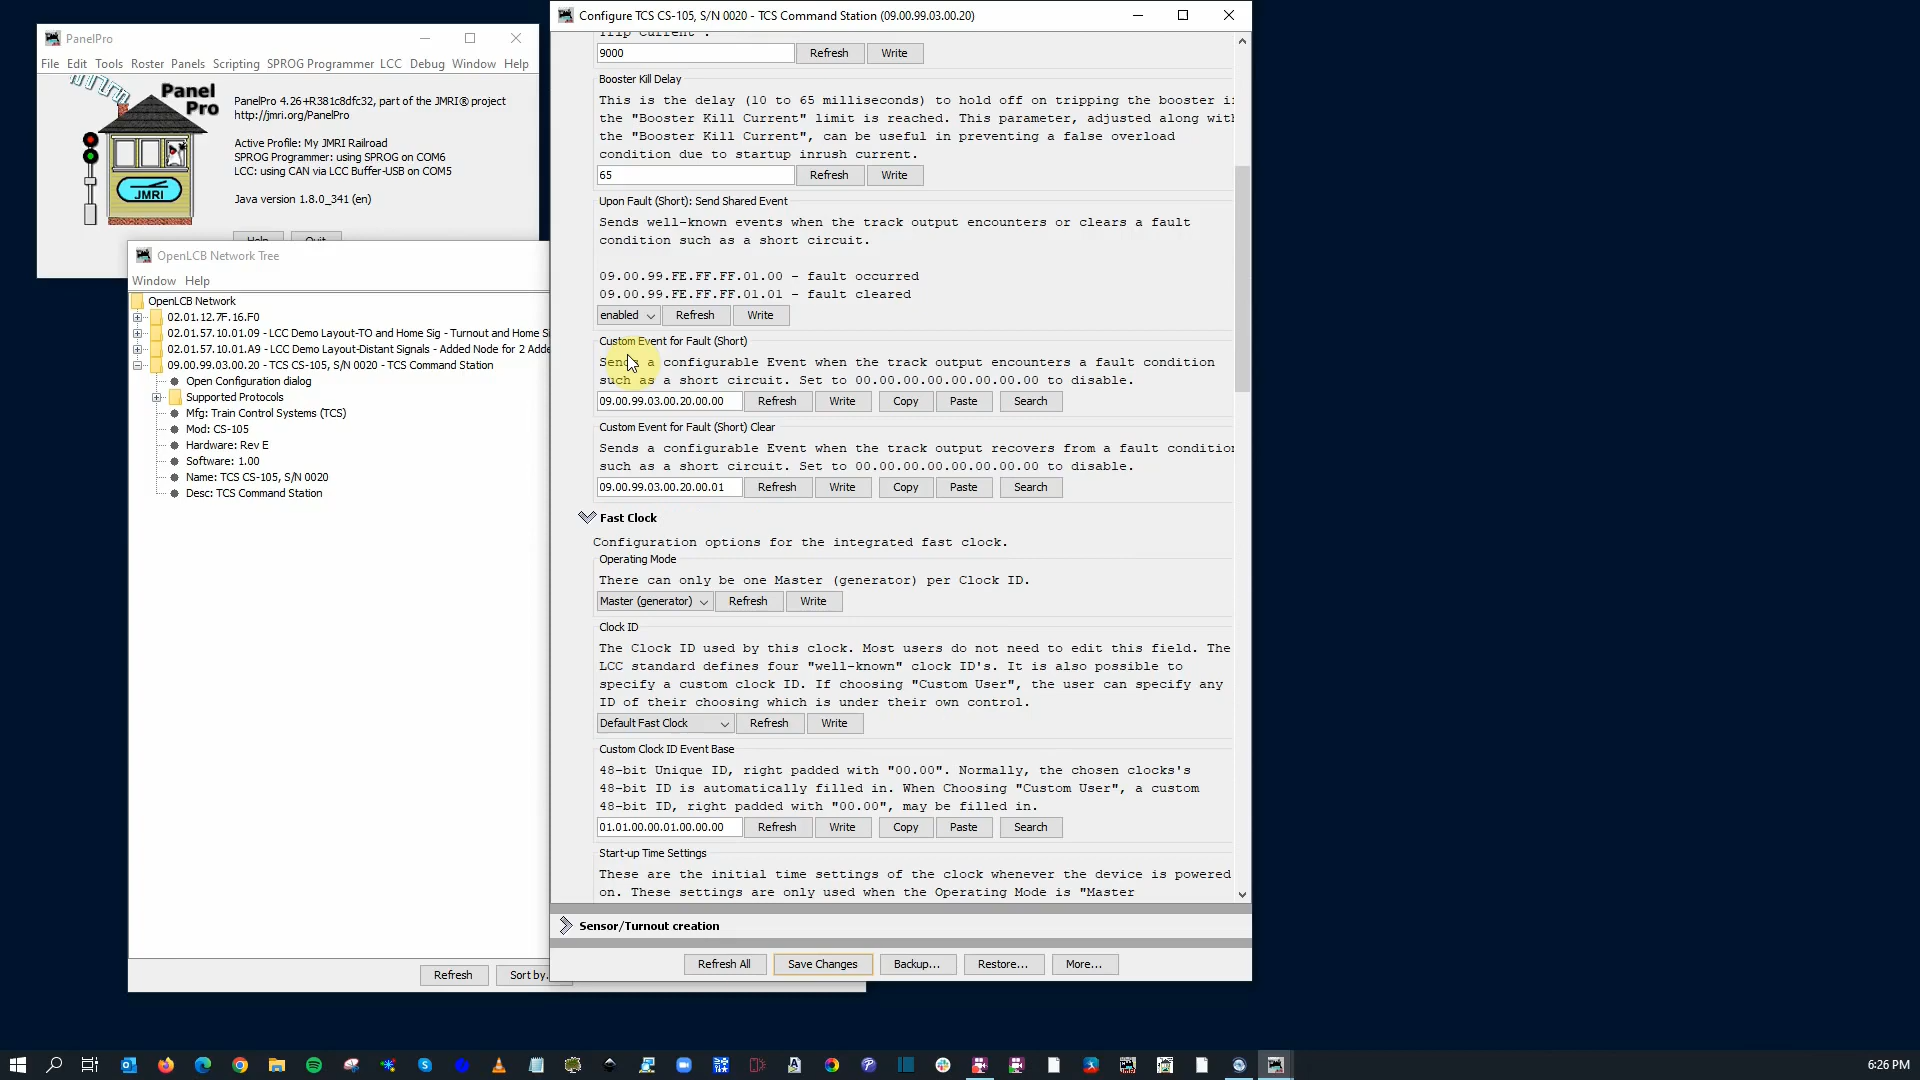 PanelPro
File Edit Tools Roster Panels Scripting SPROG Programmer LCC Debug Window Help
Panel
Pro
JMRI
PanelPro 4.26+R381c8dfc32, part of the JMRI® project
http://jmri.org/PanelPro
Active Profile: My JMRI Railroad
SPROG Programmer: using SPROG on COM6
LCC: using CAN via LCC Buffer-USB on COM5
Java version 1.8.0_341 (en)
Help Quit
OpenLCB Network Tree
Window Help
OpenLCB Network
02.01.12.7F.16.F0
02.01.57.10.01.09 - LCC Demo Layout-TO and Home Sig - Turnout and Home S
02.01.57.10.01.A9 - LCC Demo Layout-Distant Signals - Added Node for 2 Adde
09.00.99.03.00.20 - TCS CS-105, S/N 0020 - TCS Command Station
Open Configuration dialog
Supported Protocols
Mfg: Train Control Systems (TCS)
Mod: CS-105
Hardware: Rev E
Software: 1.00
Name: TCS CS-105, S/N 0020
Desc: TCS Command Station
Refresh Sort by.
Configure TCS CS-105, S/N 0020 - TCS Command Station (09.00.99.03.00.20)
Trip Current .
9000 Refresh Write
Booster Kill Delay
This is the delay (10 to 65 milliseconds) to hold off on tripping the booster i
the "Booster Kill Current" limit is reached. This parameter, adjusted along with
the "Booster Kill Current", can be useful in preventing a false overload
condition due to startup inrush current.
65 Refresh Write
Upon Fault (Short): Send Shared Event
Sends well-known events when the track output encounters or clears a fault
condition such as a short circuit.
09.00.99.FE.FF.FF.01.00 - fault occurred
09.00.99.FE.FF.FF.01.01 - fault cleared
enabled Refresh Write
Custom Event for Fault (Short)
Sends a configurable Event when the track output encounters a fault condition
such as a short circuit. Set to 00.00.00.00.00.00.00.00 to disable.
09.00.99.03.00.20.00.00 Refresh Write Copy Paste Search
Custom Event for Fault (Short) Clear
Sends a configurable Event when the track output recovers from a fault condition
such as a short circuit. Set to 00.00.00.00.00.00.00.00 to disable.
09.00.99.03.00.20.00.01 Refresh Write Copy Paste Search
Fast Clock
Configuration options for the integrated fast clock.
Operating Mode
There can only be one Master (generator) per Clock ID.
Master (generator) Refresh Write
Clock ID
The Clock ID used by this clock. Most users do not need to edit this field. The
LCC standard defines four "well-known" clock ID's. It is also possible to
specify a custom clock ID. If choosing "Custom User", the user can specify any
ID of their choosing which is under their own control.
Default Fast Clock Refresh Write
Custom Clock ID Event Base
48-bit Unique ID, right padded with "00.00". Normally, the chosen clocks's
48-bit ID is automatically filled in. When Choosing "Custom User", a custom
48-bit ID, right padded with "00.00", may be filled in.
01.01.00.00.01.00.00.00 Refresh Write Copy Paste Search
Start-up Time Settings
These are the initial time settings of the clock whenever the device is powered
on. These settings are only used when the Operating Mode is "Master
Sensor/Turnout creation
Refresh All Save Changes Backup... Restore... More...
6:26 PM